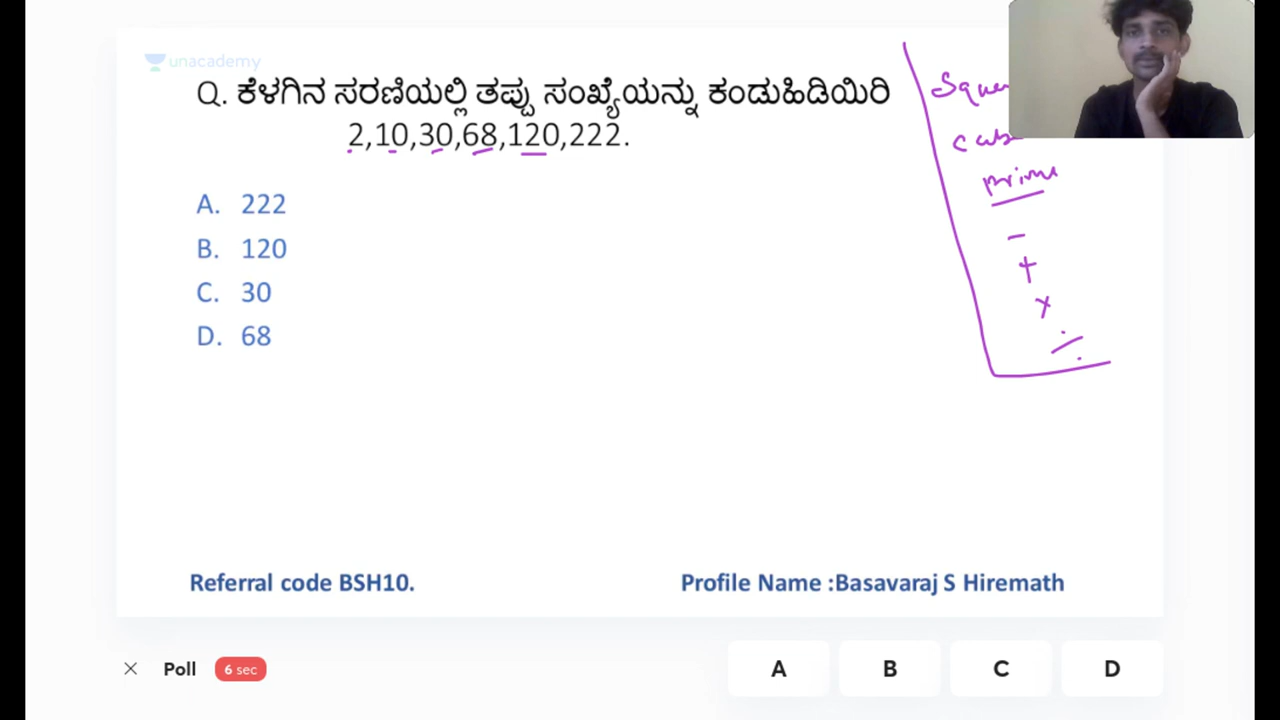 unacademy
Q. ಕೆಳಗಿನ ಸರಣಿಯಲ್ಲಿ ತಪ್ಪು ಸಂಖ್ಯೆಯನ್ನು ಕಂಡುಹಿಡಿಯಿರಿ
2,10,30,68,120,222.
A. 222
B. 120
C. 30
D. 68
prime
-
+
×
÷
Referral code BSH10.
Profile Name :Basavaraj S Hiremath
× Poll 6 sec
A B C D